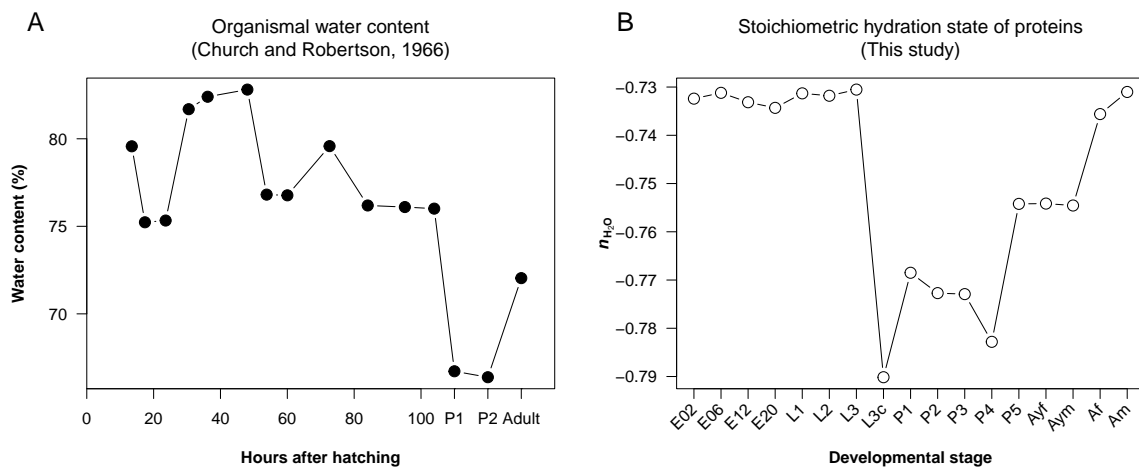 A
Organismal water content
(Church and Robertson, 1966)
Water content (%)
80
75
70
0
20
40
60
80
100
P1
P2
Adult
Hours after hatching
B
Stoichiometric hydration state of proteins
(This study)
nH₂O
−0.73
−0.74
−0.75
−0.76
−0.77
−0.78
−0.79
E02
E06
E12
E20
L1
L2
L3
L3c
P1
P2
P3
P4
P5
Ayf
Aym
Af
Am
Developmental stage